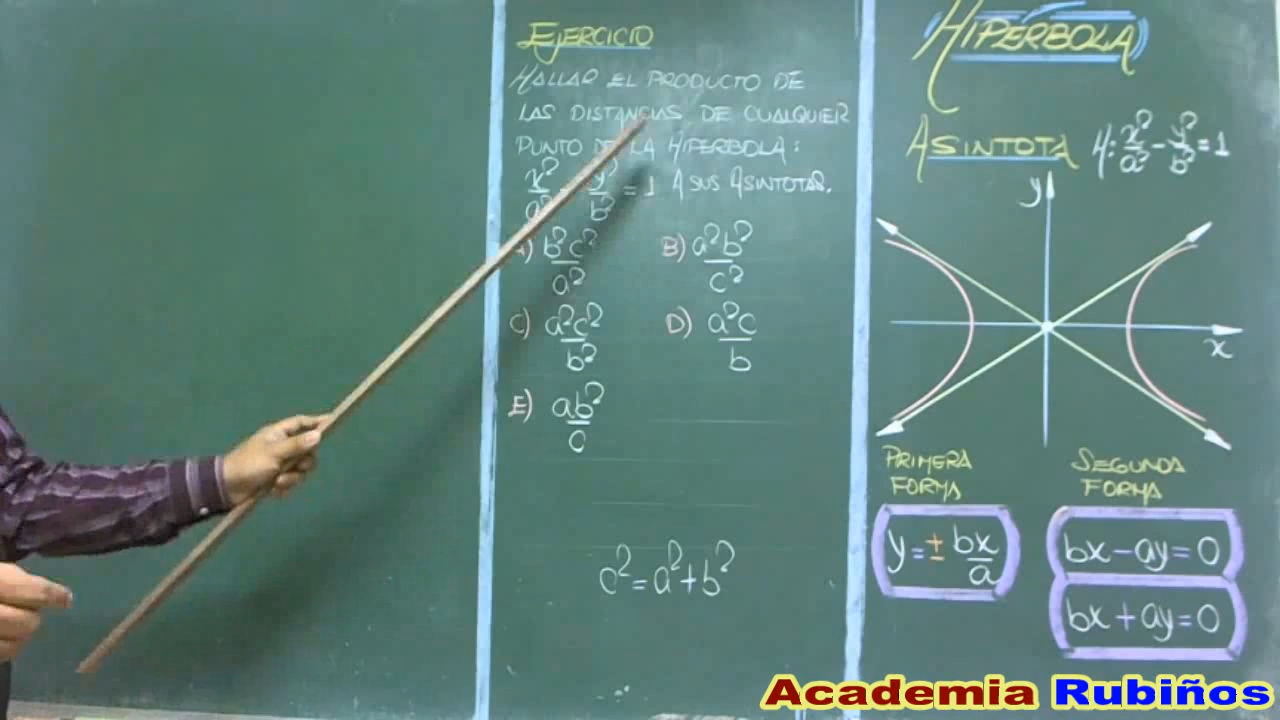 EJERCICIO
HALLAR EL PRODUCTO DE
LAS DISTANCIAS DE CUALQUIER
PUNTO DE LA HIPERBOLA:
x²/a² - y²/b² = 1 A SUS ASINTOTAS.
A) b²c²/a² B) a²b²/c²
C) a²c²/b² D) a²c/b
E) ab²/c
c²=a²+b²
HIPÉRBOLA
ASINTOTA H: x²/a² - y²/b² = 1
y
x
PRIMERA
FORMA
y = ± bx/a
SEGUNDA
FORMA
bx - ay = 0
bx + ay = 0
Academia Rubiños